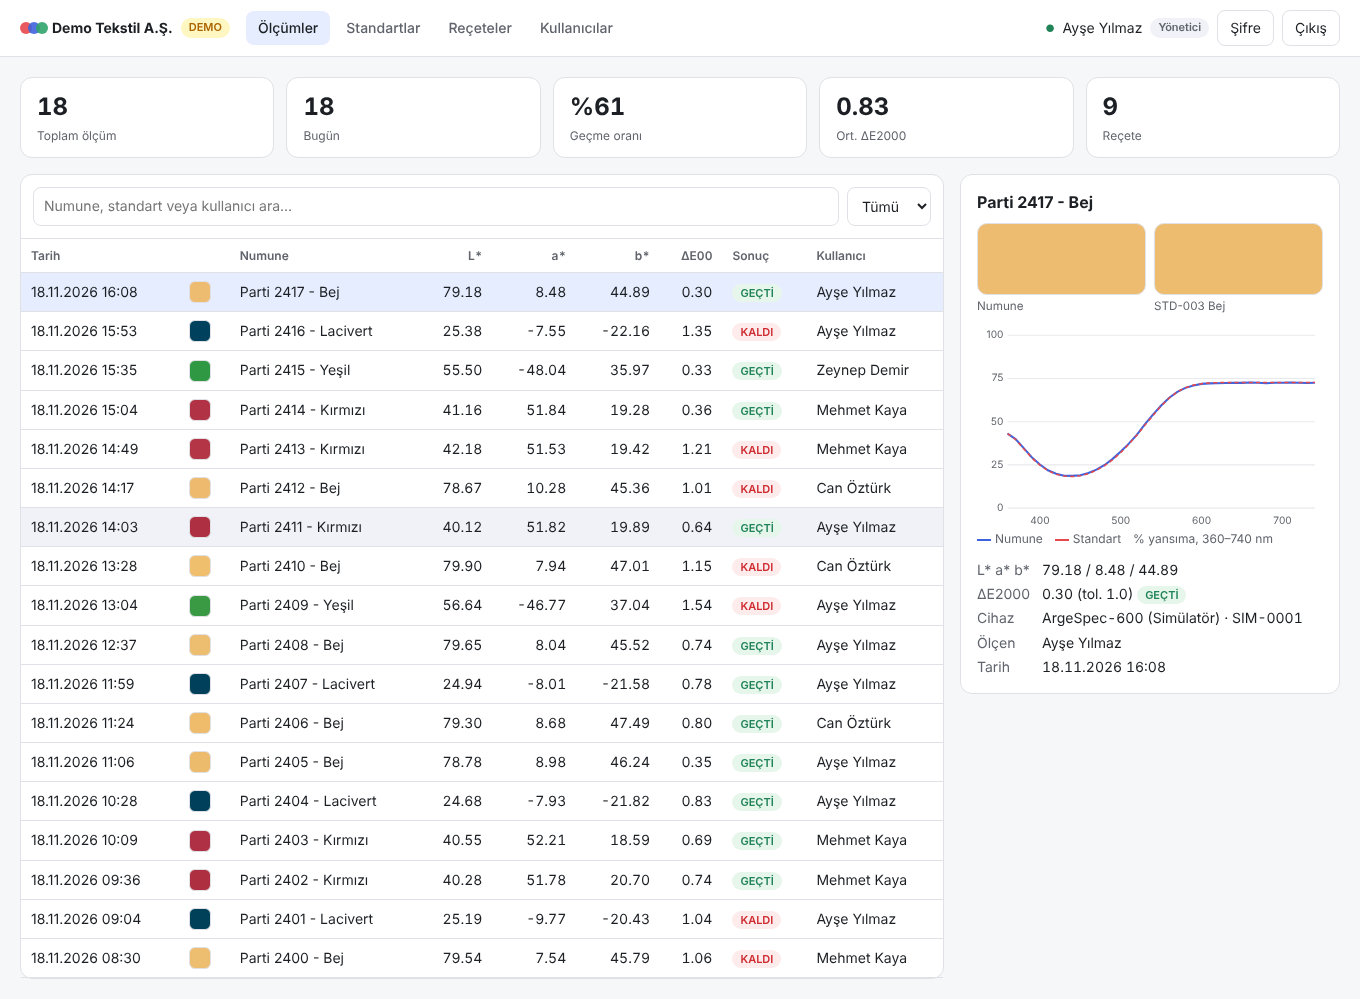 Demo Tekstil A.Ş. DEMO Ölçümler Standartlar Reçeteler Kullanıcılar Ayşe Yılmaz Yönetici Şifre Çıkış
18 18 %61 0.83 9
Toplam ölçüm Bugün Geçme oranı Ort. ΔE2000 Reçete
Numune, standart veya kullanıcı ara... Tümü
Tarih Numune L* a* b* ΔE00 Sonuç Kullanıcı
18.11.2026 16:08 Parti 2417 - Bej 79.18 8.48 44.89 0.30 GEÇTİ Ayşe Yılmaz
18.11.2026 15:53 Parti 2416 - Lacivert 25.38 -7.55 -22.16 1.35 KALDI Ayşe Yılmaz
18.11.2026 15:35 Parti 2415 - Yeşil 55.50 -48.04 35.97 0.33 GEÇTİ Zeynep Demir
18.11.2026 15:04 Parti 2414 - Kırmızı 41.16 51.84 19.28 0.36 GEÇTİ Mehmet Kaya
18.11.2026 14:49 Parti 2413 - Kırmızı 42.18 51.53 19.42 1.21 KALDI Mehmet Kaya
18.11.2026 14:17 Parti 2412 - Bej 78.67 10.28 45.36 1.01 KALDI Can Öztürk
18.11.2026 14:03 Parti 2411 - Kırmızı 40.12 51.82 19.89 0.64 GEÇTİ Ayşe Yılmaz
18.11.2026 13:28 Parti 2410 - Bej 79.90 7.94 47.01 1.15 KALDI Can Öztürk
18.11.2026 13:04 Parti 2409 - Yeşil 56.64 -46.77 37.04 1.54 KALDI Ayşe Yılmaz
18.11.2026 12:37 Parti 2408 - Bej 79.65 8.04 45.52 0.74 GEÇTİ Ayşe Yılmaz
18.11.2026 11:59 Parti 2407 - Lacivert 24.94 -8.01 -21.58 0.78 GEÇTİ Ayşe Yılmaz
18.11.2026 11:24 Parti 2406 - Bej 79.30 8.68 47.49 0.80 GEÇTİ Can Öztürk
18.11.2026 11:06 Parti 2405 - Bej 78.78 8.98 46.24 0.35 GEÇTİ Ayşe Yılmaz
18.11.2026 10:28 Parti 2404 - Lacivert 24.68 -7.93 -21.82 0.83 GEÇTİ Ayşe Yılmaz
18.11.2026 10:09 Parti 2403 - Kırmızı 40.55 52.21 18.59 0.69 GEÇTİ Mehmet Kaya
18.11.2026 09:36 Parti 2402 - Kırmızı 40.28 51.78 20.70 0.74 GEÇTİ Mehmet Kaya
18.11.2026 09:04 Parti 2401 - Lacivert 25.19 -9.77 -20.43 1.04 KALDI Ayşe Yılmaz
18.11.2026 08:30 Parti 2400 - Bej 79.54 7.54 45.79 1.06 KALDI Mehmet Kaya
Parti 2417 - Bej
Numune STD-003 Bej
100
75
50
25
0
400 500 600 700
Numune Standart % yansıma, 360–740 nm
L* a* b* 79.18 / 8.48 / 44.89
ΔE2000 0.30 (tol. 1.0) GEÇTİ
Cihaz ArgeSpec-600 (Simülatör) · SIM-0001
Ölçen Ayşe Yılmaz
Tarih 18.11.2026 16:08